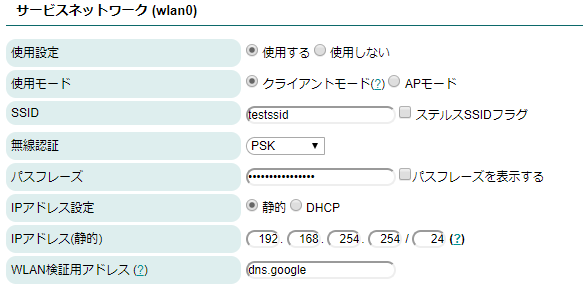 サービスネットワーク (wlan0)
使用設定 使用する 使用しない
使用モード クライアントモード(?) APモード
SSID testssid ステルスSSIDフラグ
無線認証 PSK ▼
パスフレーズ •••••••••••••••• パスフレーズを表示する
IPアドレス設定 静的 DHCP
IPアドレス(静的) 192 . 168 . 254 . 254 / 24 (?)
WLAN検証用アドレス (?) dns.google